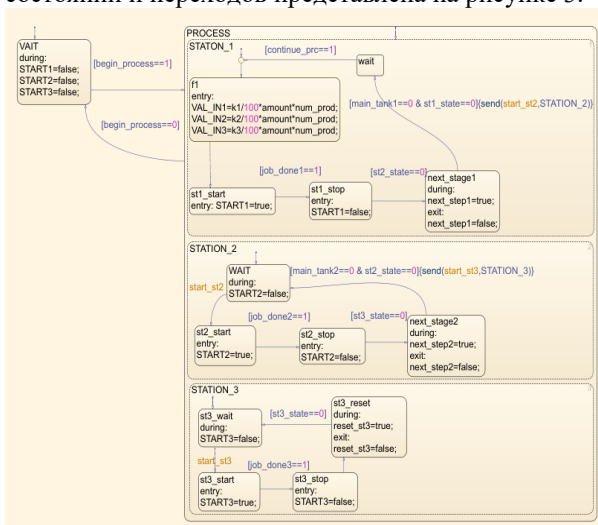 состояний и переходов представлена на рисунке 3.
VAIT
during:
START1=false;
START2=false;
START3=false;
[begin_process==1]
[begin_process==0]
PROCESS
STATON_1
[continue_prc==1]
wait
f1
entry:
VAL_IN1=k1/100*amount*num_prod;
VAL_IN2=k2/100*amount*num_prod;
VAL_IN3=k3/100*amount*num_prod;
[main_tank1==0 & st1_state==0]{send(start_st2,STATION_2)}
[job_done1==1]
[st2_state==0]
st1_start
entry: START1=true;
st1_stop
entry:
START1=false;
next_stage1
during:
next_step1=true;
exit:
next_step1=false;
STATION_2
WAIT
during:
START2=false;
[main_tank2==0 & st2_state==0]{send(start_st3,STATION_3)}
start_st2
[job_done2==1]
[st3_state==0]
st2_start
entry:
START2=true;
st2_stop
entry:
START2=false;
next_stage2
during:
next_step2=true;
exit:
next_step2=false;
STATION_3
st3_wait
during:
START3=false;
[st3_state==0]
st3_reset
during:
reset_st3=true;
exit:
reset_st3=false;
start_st3
[job_done3==1]
st3_start
entry:
START3=true;
st3_stop
entry:
START3=false;